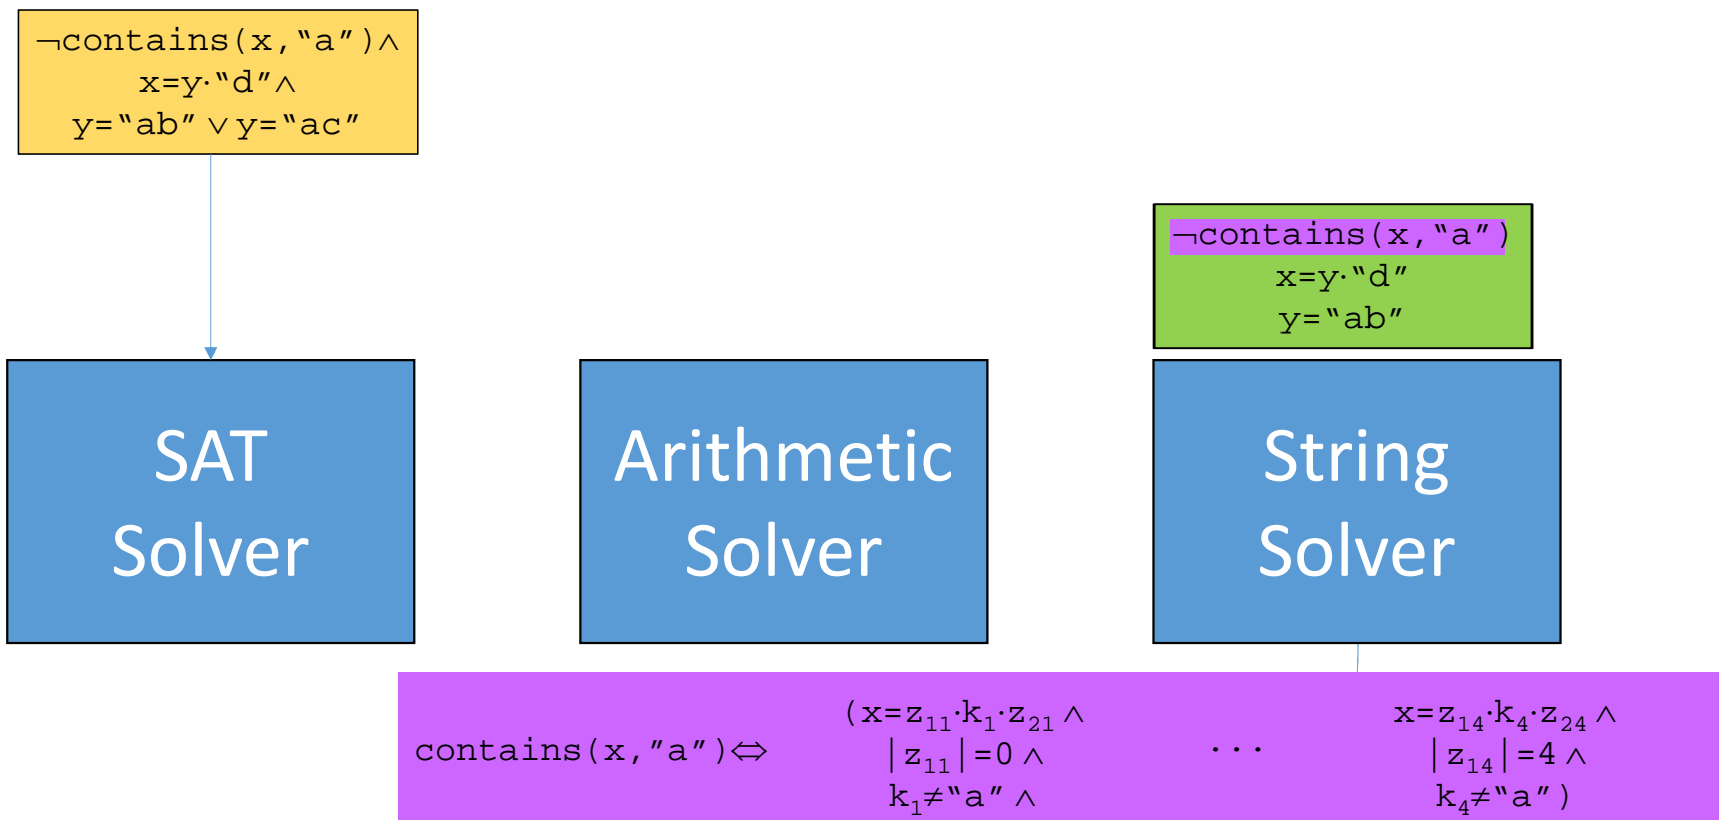 ¬contains(x,“a”)∧
x=y·“d”∧
y=“ab”∨y=“ac”
¬contains(x,“a”)
x=y·“d”
y=“ab”
SAT
Solver
Arithmetic
Solver
String
Solver
contains(x,”a”)⇔
(x=z₁₁·k₁·z₂₁∧
|z₁₁|=0∧
k₁≠“a”∧
···
x=z₁₄·k₄·z₂₄∧
|z₁₄|=4∧
k₄≠“a”)